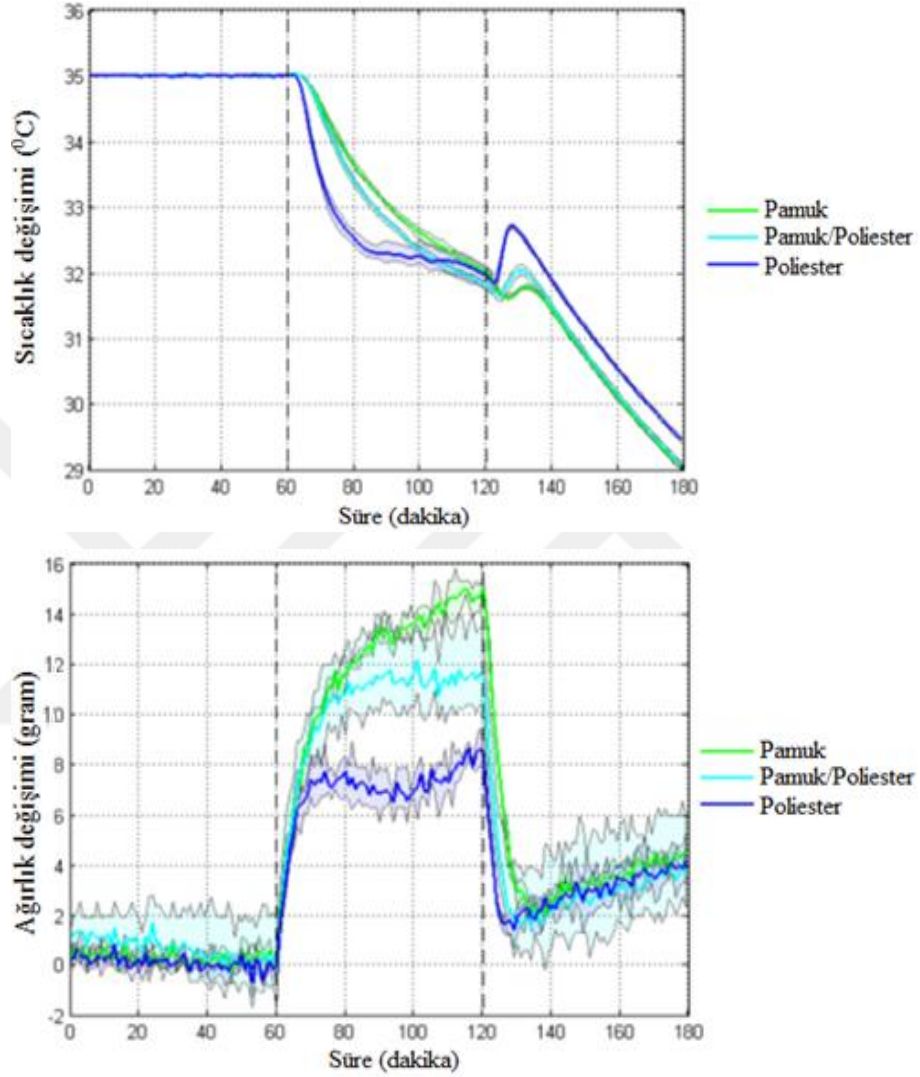 Sıcaklık değişimi (⁰C)
36
35
34
33
32
31
30
29
0 20 40 60 80 100 120 140 160 180
Süre (dakika)
Pamuk
Pamuk/Poliester
Poliester
Ağırlık değişimi (gram)
16
14
12
10
8
6
4
2
0
-2
0 20 40 60 80 100 120 140 160 180
Süre (dakika)
Pamuk
Pamuk/Poliester
Poliester